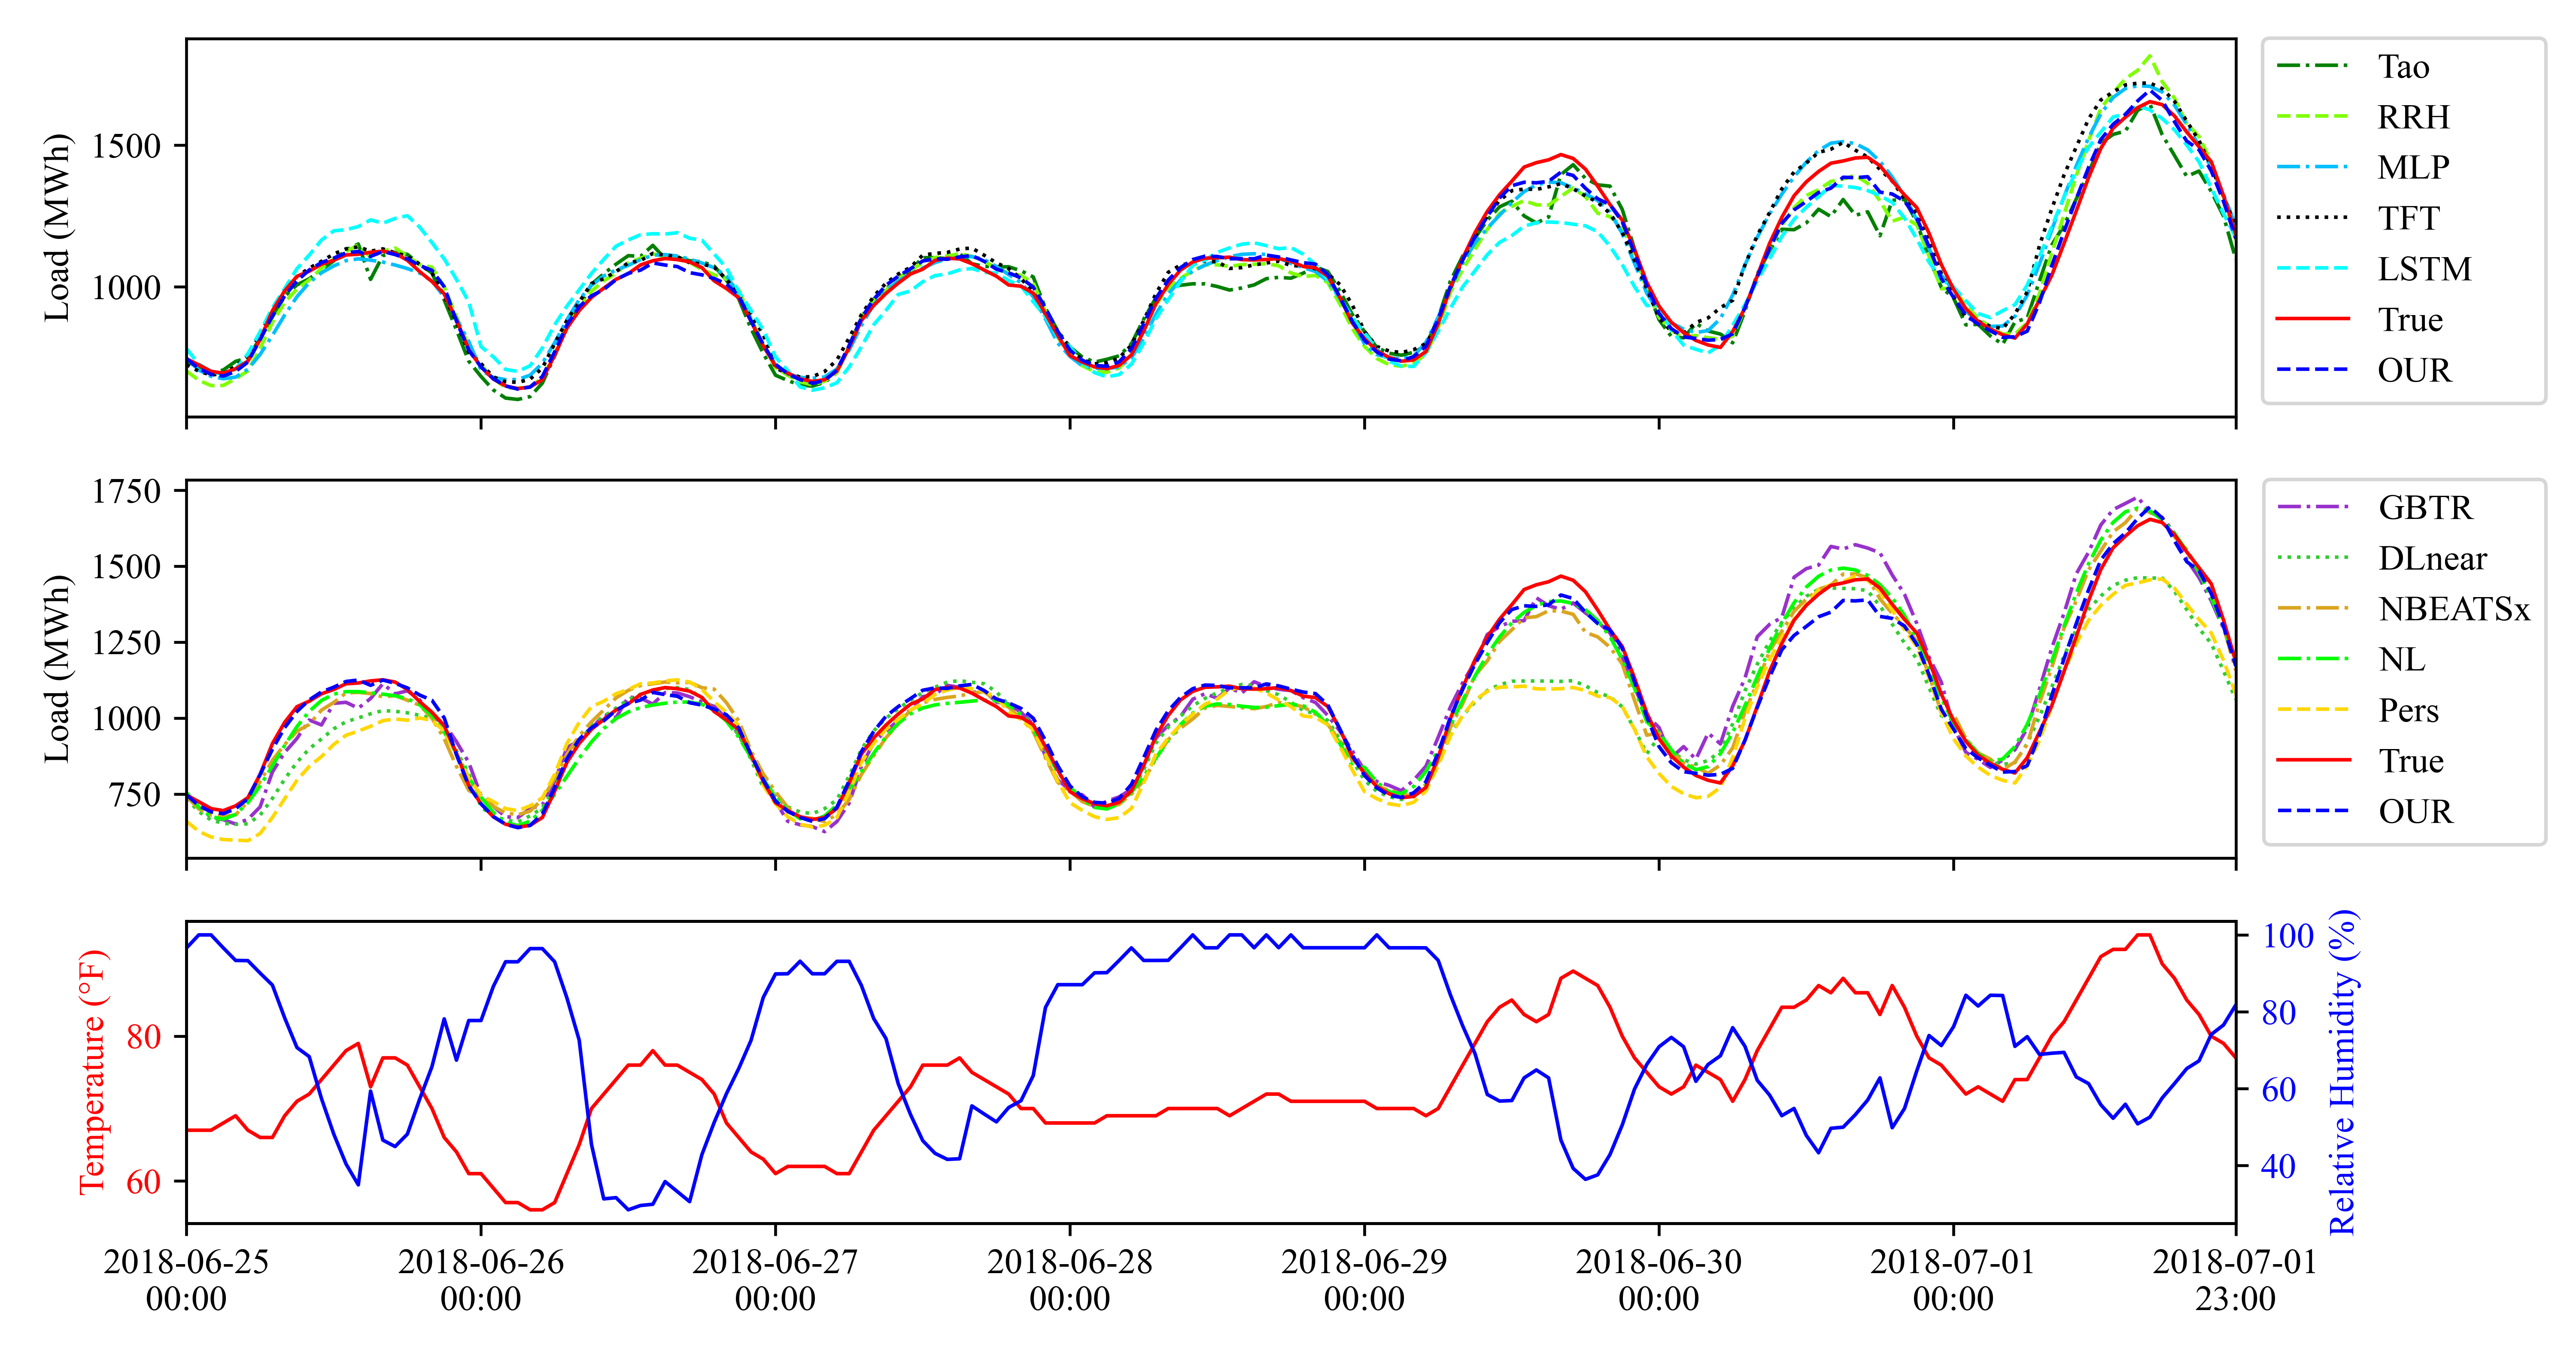 Load (MWh)
1500
1000
Tao
RRH
MLP
TFT
LSTM
True
OUR
Load (MWh)
1750
1500
1250
1000
750
GBTR
DLnear
NBEATSx
NL
Pers
True
OUR
Temperature (°F)
80
60
100
80
60
40
Relative Humidity (%)
2018-06-25 2018-06-26 2018-06-27 2018-06-28 2018-06-29 2018-06-30 2018-07-01 2018-07-01
00:00 00:00 00:00 00:00 00:00 00:00 00:00 23:00